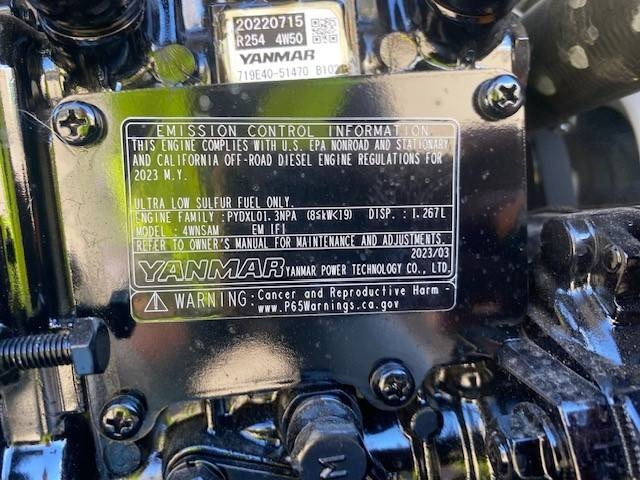 20220715
R254 4W50
YANMAR
719E40-51470
EMISSION CONTROL INFORMATION
THIS ENGINE COMPLIES WITH U.S. EPA NONROAD AND STATIONARY
AND CALIFORNIA OFF-ROAD DIESEL ENGINE REGULATIONS FOR
2023 M.Y.
ULTRA LOW SULFUR FUEL ONLY.
ENGINE FAMILY :PYDXL01.3NPA (8≤kW<19) DISP. : 1.267L
MODEL : 4WNSAM EM IFI
REFER TO OWNER'S MANUAL FOR MAINTENANCE AND ADJUSTMENTS.
2023/03
YANMAR YANMAR POWER TECHNOLOGY CO., LTD.
WARNING: Cancer and Reproductive Harm -
www.P65Warnings.ca.gov